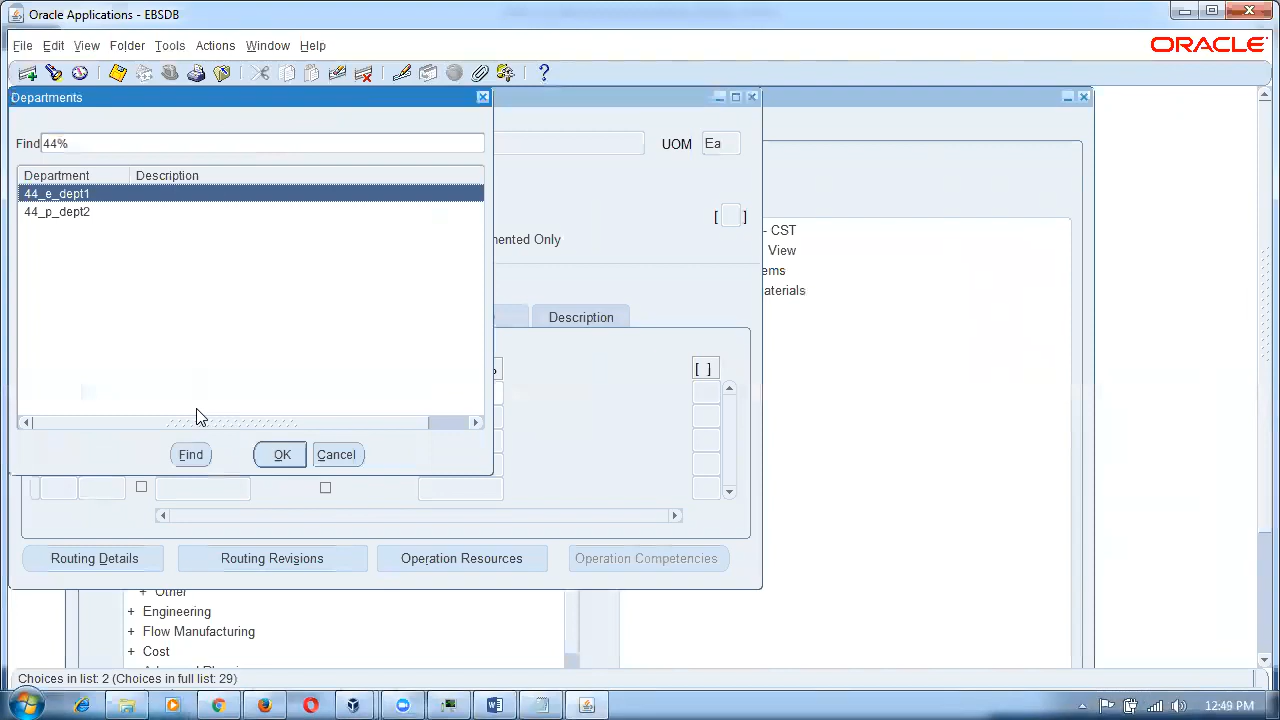 Oracle Applications - EBSDB
File Edit View Folder Tools Actions Window Help
ORACLE
Departments
Find 44%
Department Description
44_e_dept1
44_p_dept2
Find OK Cancel
UOM Ea
[ ]
ented Only
Description
[ ]
Routing Details Routing Revisions Operation Resources Operation Competencies
- CST
View
ems
aterials
+ Other
+ Engineering
+ Flow Manufacturing
+ Cost
Choices in list: 2 (Choices in full list: 29)
12:49 PM